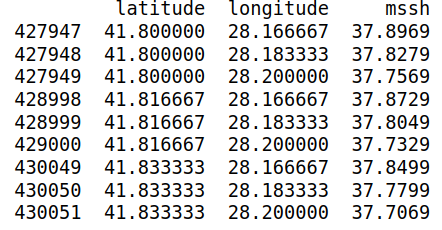 latitude longitude mssh
427947 41.800000 28.166667 37.8969
427948 41.800000 28.183333 37.8279
427949 41.800000 28.200000 37.7569
428998 41.816667 28.166667 37.8729
428999 41.816667 28.183333 37.8049
429000 41.816667 28.200000 37.7329
430049 41.833333 28.166667 37.8499
430050 41.833333 28.183333 37.7799
430051 41.833333 28.200000 37.7069